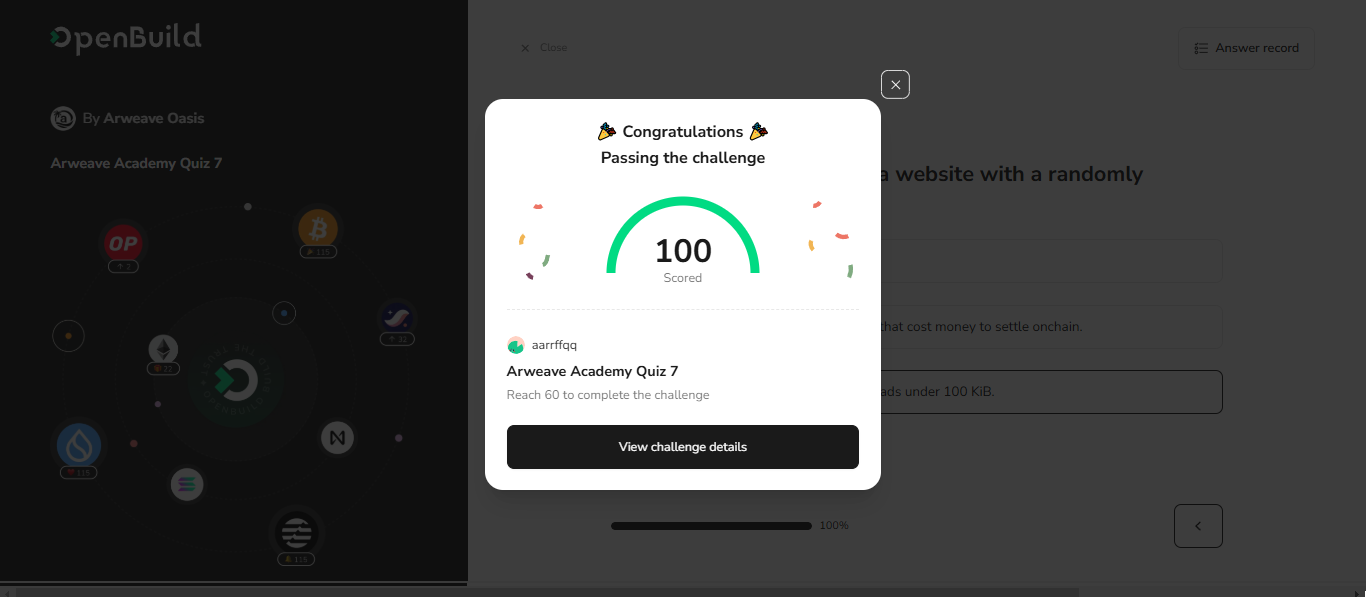 OpenBuild
By Arweave Oasis
Arweave Academy Quiz 7
OP
2
115
32
22
115
115
Close
Answer record
a website with a randomly
that cost money to settle onchain.
ads under 100 KiB.
100%
Congratulations
Passing the challenge
100
Scored
aarrffqq
Arweave Academy Quiz 7
Reach 60 to complete the challenge
View challenge details